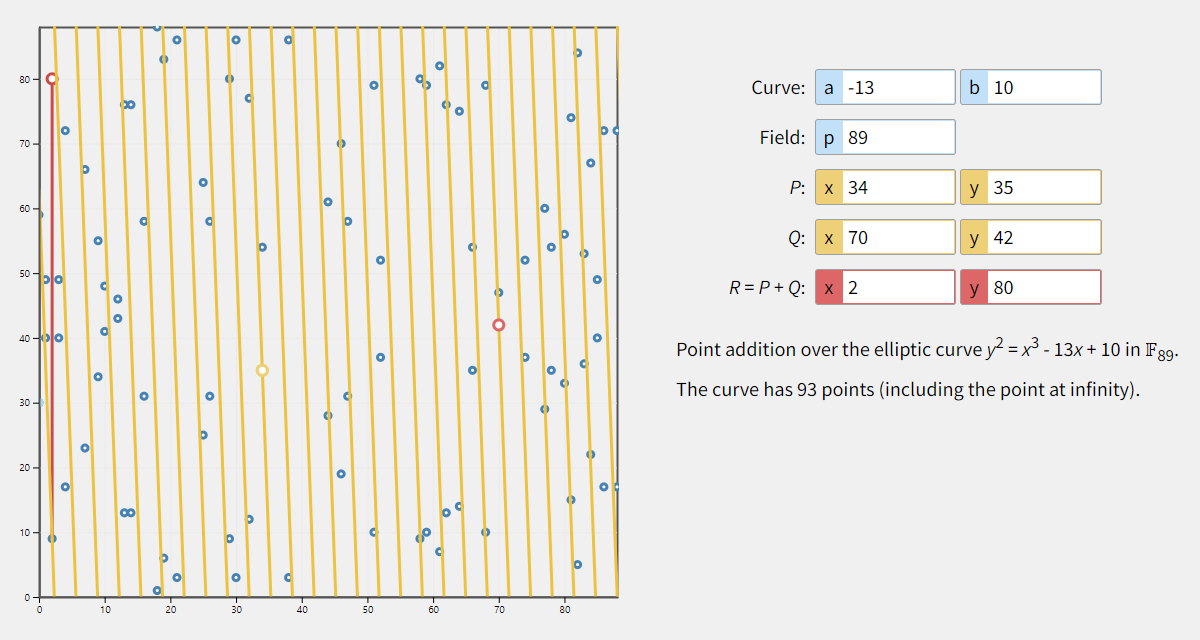 80
70
60
50
40
30
20
10
0
0 10 20 30 40 50 60 70 80
Curve: a -13 b 10
Field: p 89
P: x 34 y 35
Q: x 70 y 42
R = P + Q: x 2 y 80
Point addition over the elliptic curve y² = x³ - 13x + 10 in 𝔽₈₉.
The curve has 93 points (including the point at infinity).